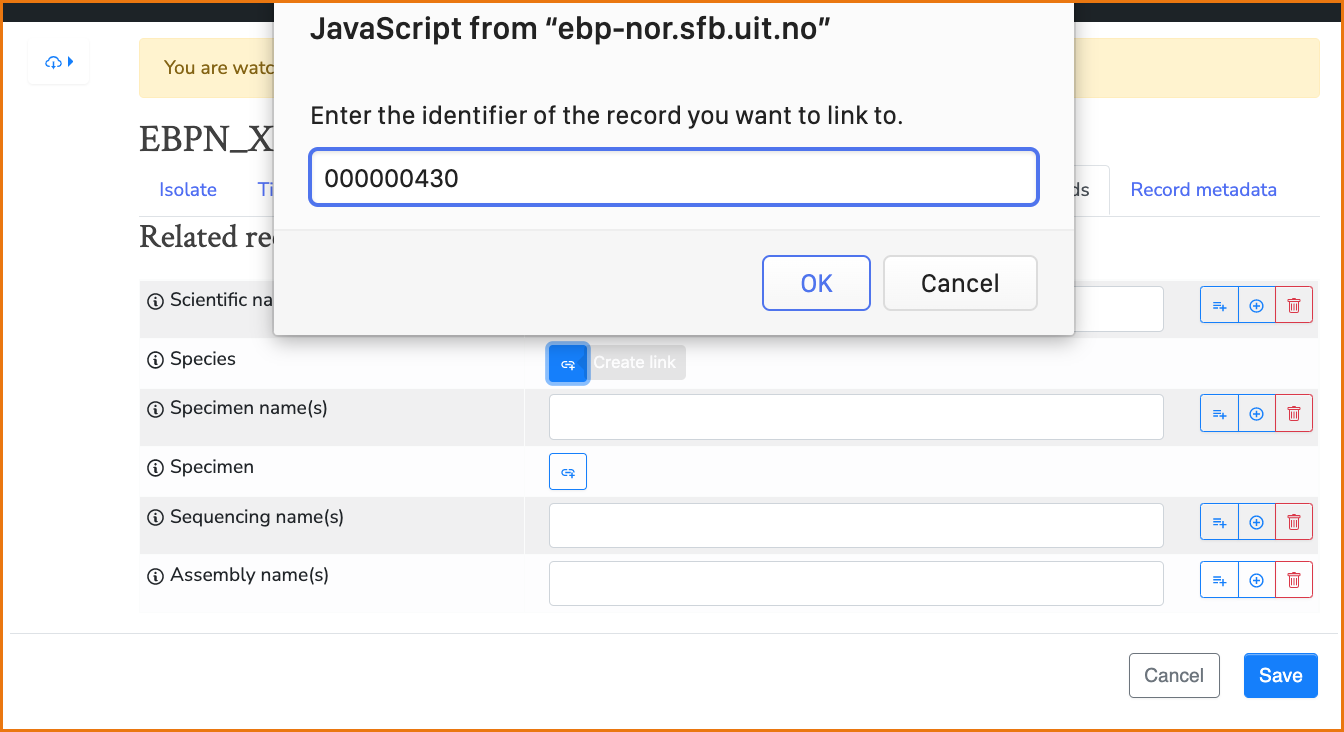 JavaScript from “ebp-nor.sfb.uit.no”
You are watc
Enter the identifier of the record you want to link to.
EBPN_X
000000430
Isolate Ti ds Record metadata
Related re
OK Cancel
Scientific na
Species Create link
Specimen name(s)
Specimen
Sequencing name(s)
Assembly name(s)
Cancel Save